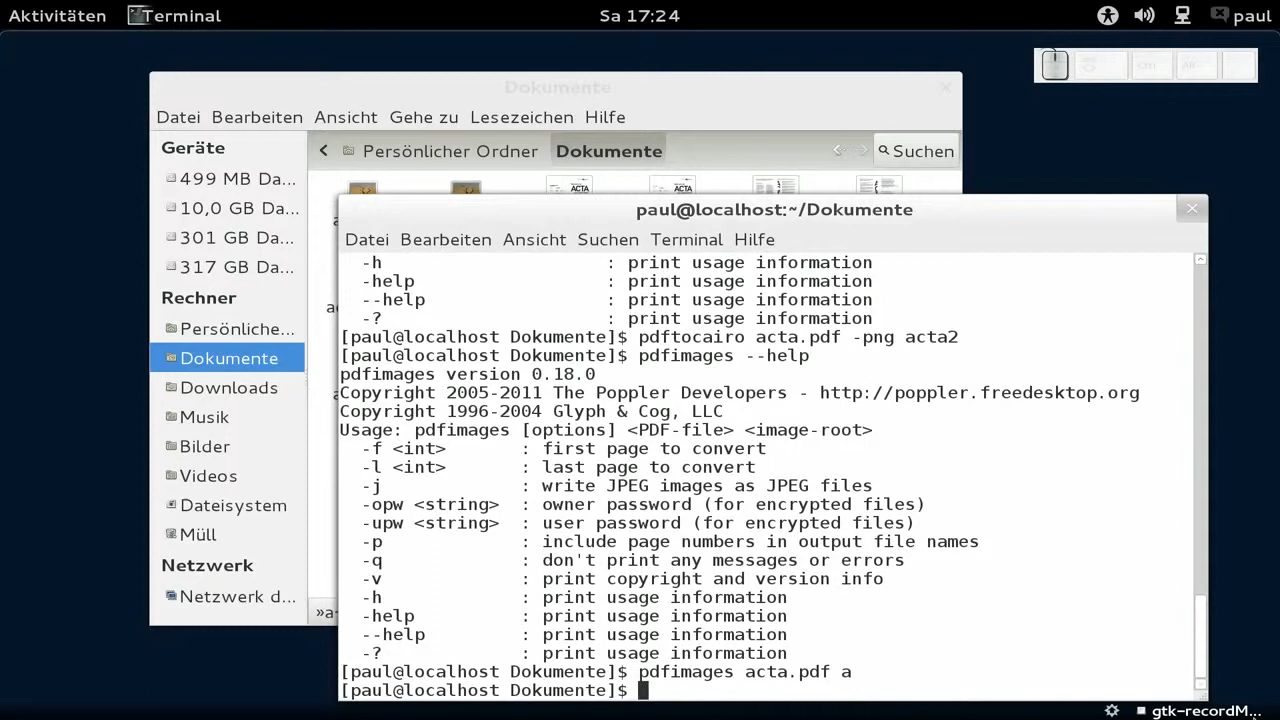 Aktivitäten Terminal Sa 17:24 paul
Dokumente
Datei Bearbeiten Ansicht Gehe zu Lesezeichen Hilfe
Geräte
Persönlicher Ordner Dokumente Suchen
499 MB Da...
10,0 GB Da...
301 GB Da...
317 GB Da...
Rechner
Persönliche...
Dokumente
Downloads
Musik
Bilder
Videos
Dateisystem
Müll
Netzwerk
Netzwerk d...
ACTA
ACTA
»a
paul@localhost:~/Dokumente
Datei Bearbeiten Ansicht Suchen Terminal Hilfe
-h : print usage information
-help : print usage information
--help : print usage information
-? : print usage information
[paul@localhost Dokumente]$ pdftocairo acta.pdf -png acta2
[paul@localhost Dokumente]$ pdfimages --help
pdfimages version 0.18.0
Copyright 2005-2011 The Poppler Developers - http://poppler.freedesktop.org
Copyright 1996-2004 Glyph & Cog, LLC
Usage: pdfimages [options] <PDF-file> <image-root>
-f <int> : first page to convert
-l <int> : last page to convert
-j : write JPEG images as JPEG files
-opw <string> : owner password (for encrypted files)
-upw <string> : user password (for encrypted files)
-p : include page numbers in output file names
-q : don't print any messages or errors
-v : print copyright and version info
-h : print usage information
-help : print usage information
--help : print usage information
-? : print usage information
[paul@localhost Dokumente]$ pdfimages acta.pdf a
[paul@localhost Dokumente]$
gtk-recordM...